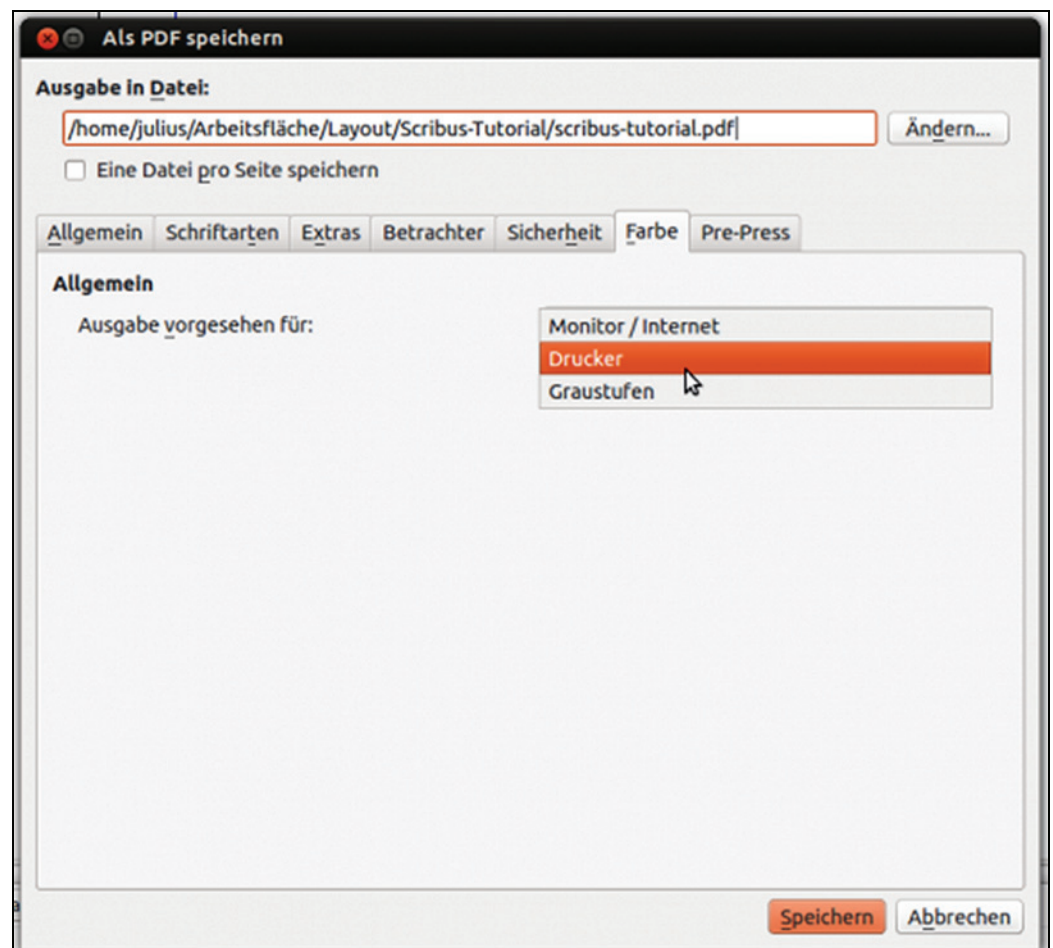 Als PDF speichern
Ausgabe in Datei:
/home/julius/Arbeitsfläche/Layout/Scribus-Tutorial/scribus-tutorial.pdf
Ändern...
Eine Datei pro Seite speichern
Allgemein Schriftarten Extras Betrachter Sicherheit Farbe Pre-Press
Allgemein
Ausgabe vorgesehen für:
Monitor / Internet
Drucker
Graustufen
Speichern Abbrechen